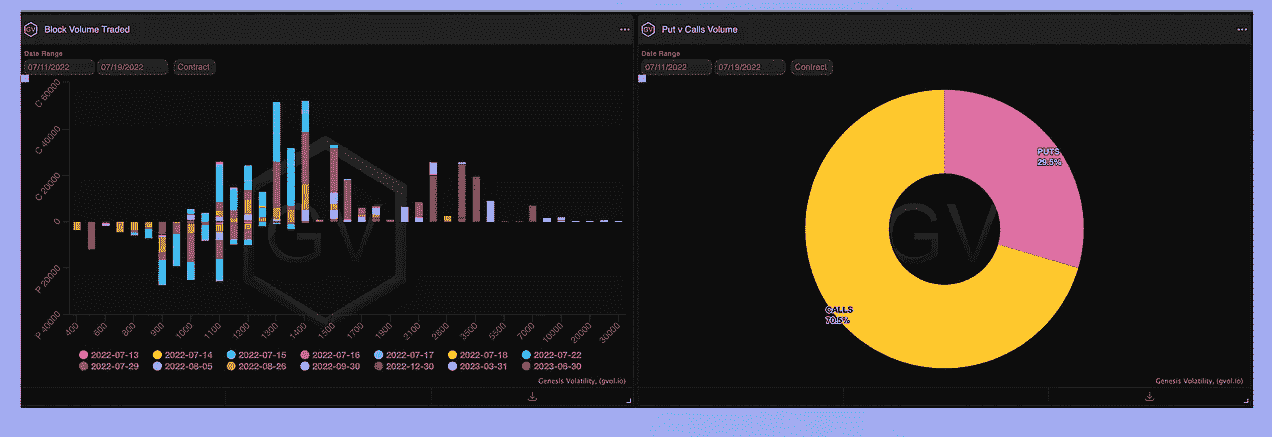 GV Block Volume Traded
Date Range
07/11/2022 07/19/2022 Contract
C 60000
C 40000
C 20000
0
P 20000
P 40000
400 600 800 900 1000 1100 1200 1300 1400 1500 1700 1900 2100 2800 3500 5500 7000 10000 20000 30000
2022-07-13 2022-07-14 2022-07-15 2022-07-16 2022-07-17 2022-07-18 2022-07-22
2022-07-29 2022-08-05 2022-08-26 2022-09-30 2022-12-30 2023-03-31 2023-06-30
GV
Genesis Volatility, (gvol.io)
GV Put v Calls Volume
Date Range
07/11/2022 07/19/2022 Contract
PUTS
29.5%
GV
CALLS
70.5%
Genesis Volatility, (gvol.io)